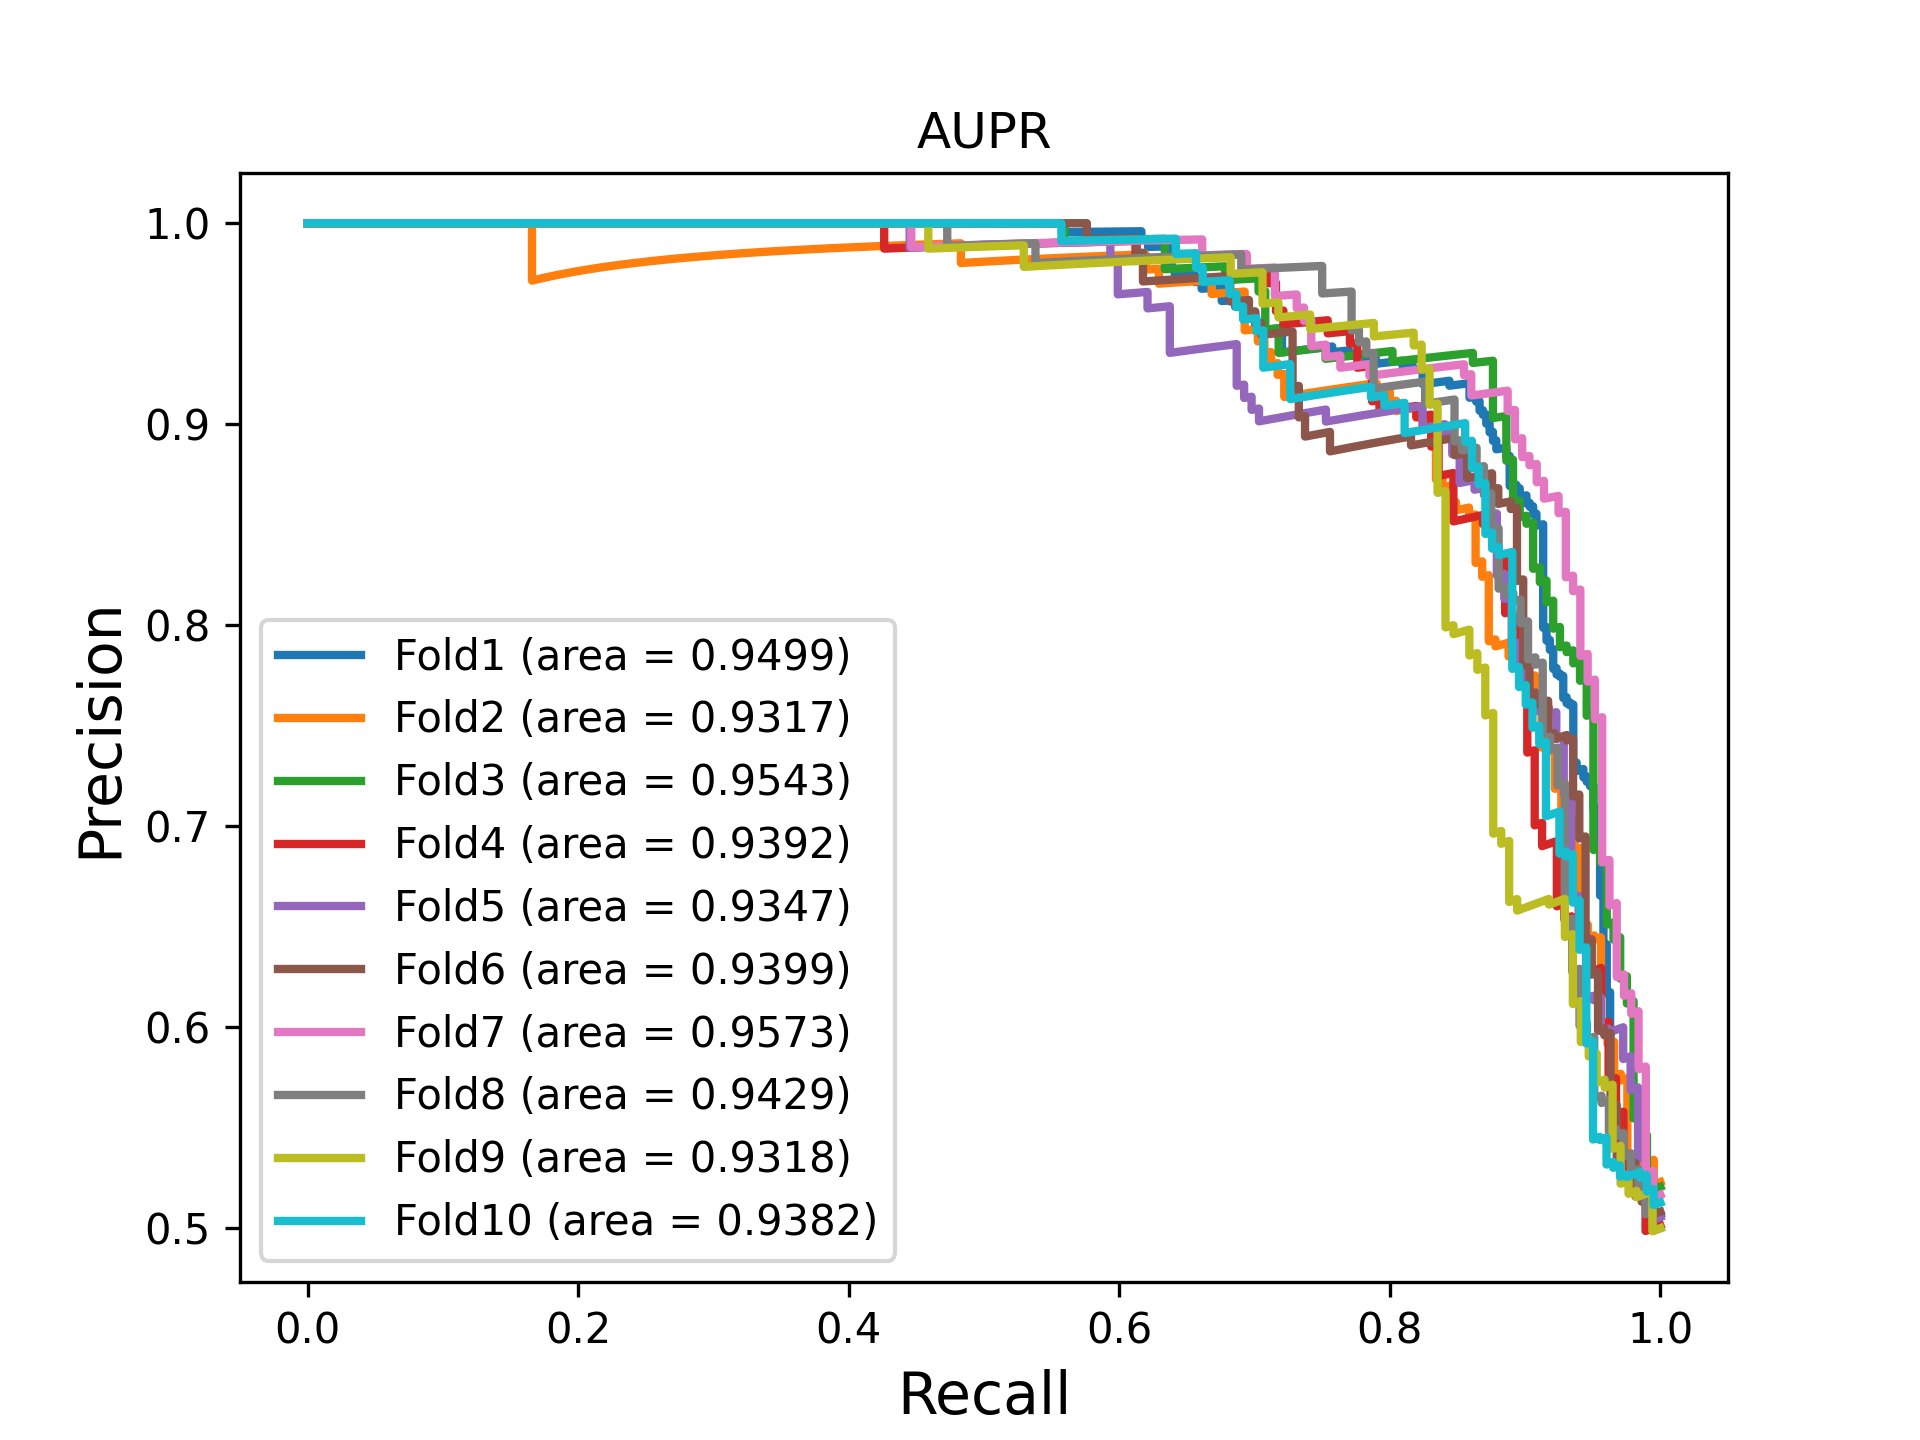 AUPR
Precision
1.0
0.9
0.8
0.7
0.6
0.5
Fold1 (area = 0.9499)
Fold2 (area = 0.9317)
Fold3 (area = 0.9543)
Fold4 (area = 0.9392)
Fold5 (area = 0.9347)
Fold6 (area = 0.9399)
Fold7 (area = 0.9573)
Fold8 (area = 0.9429)
Fold9 (area = 0.9318)
Fold10 (area = 0.9382)
0.0 0.2 0.4 0.6 0.8 1.0
Recall